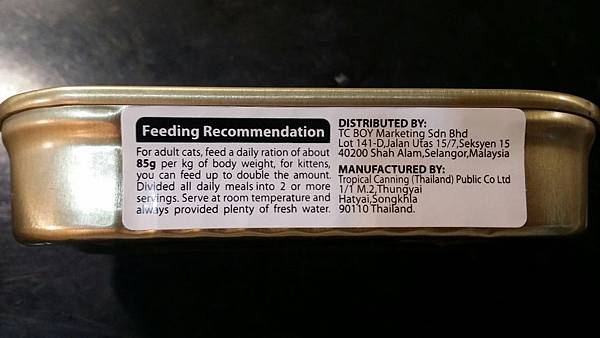 Feeding Recommendation
For adult cats, feed a daily ration of about
85g per kg of body weight, for kittens,
you can feed up to double the amount.
Divided all daily meals into 2 or more
servings. Serve at room temperature and
always provided plenty of fresh water.
DISTRIBUTED BY:
TC BOY Marketing Sdn Bhd
Lot 141-D,Jalan Utas 15/7,Seksyen 15
40200 Shah Alam,Selangor,Malaysia
MANUFACTURED BY:
Tropical Canning (Thailand) Public Co Ltd
1/1 M.2,Thungyai
Hatyai,Songkhla
90110 Thailand.